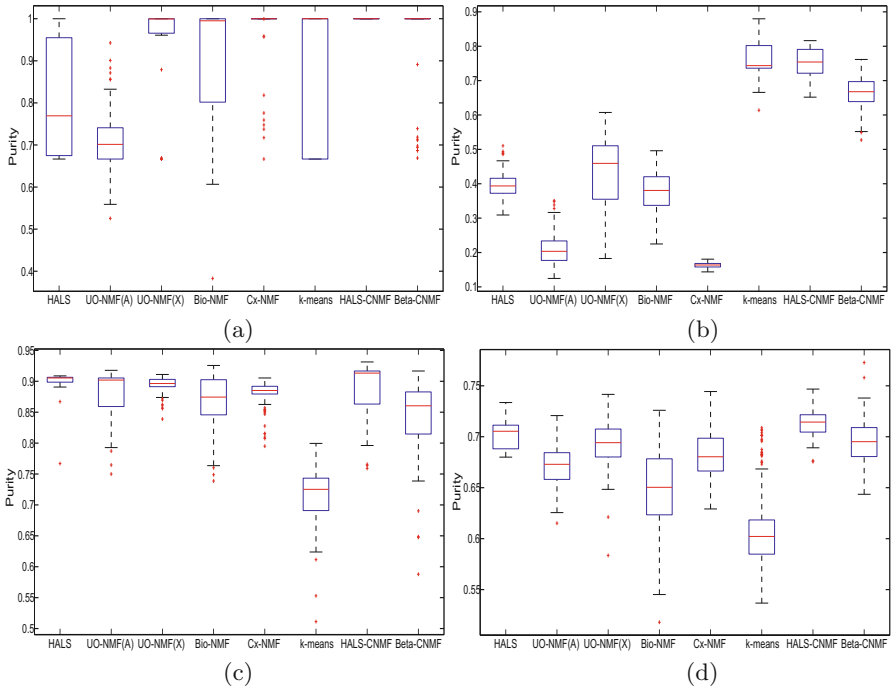 1
0.9
0.8
0.7
0.6
0.5
0.4
Purity
HALS UO-NMF(A) UO-NMF(X) Bio-NMF Cx-NMF k-means HALS-CNMF Beta-CNMF
(a)
0.9
0.8
0.7
0.6
0.5
0.4
0.3
0.2
0.1
Purity
HALS UO-NMF(A) UO-NMF(X) Bio-NMF Cx-NMF k-means HALS-CNMF Beta-CNMF
(b)
0.95
0.9
0.85
0.8
0.75
0.7
0.65
0.6
0.55
0.5
Purity
HALS UO-NMF(A) UO-NMF(X) Bio-NMF Cx-NMF k-means HALS-CNMF Beta-CNMF
(c)
0.75
0.7
0.65
0.6
0.55
Purity
HALS UO-NMF(A) UO-NMF(X) Bio-NMF Cx-NMF k-means HALS-CNMF Beta-CNMF
(d)